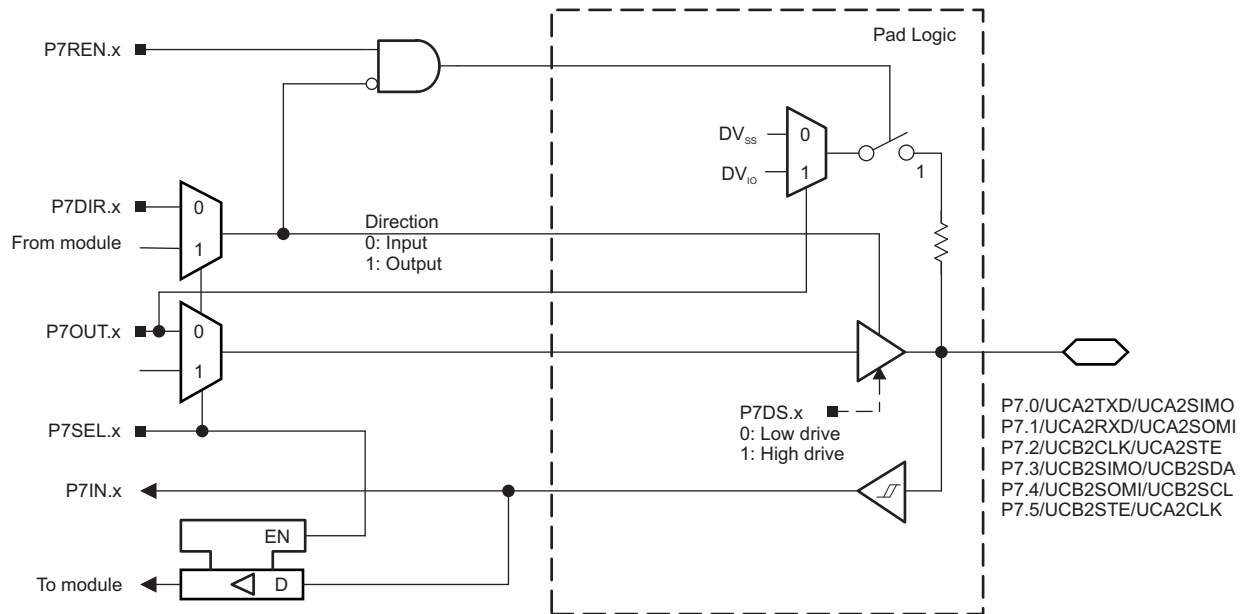 P7REN.x
Pad Logic
DVSS
0
DVIO
1
1
P7DIR.x
0
From module
1
Direction
0: Input
1: Output
P7OUT.x
0
1
P7DS.x
0: Low drive
1: High drive
P7SEL.x
P7IN.x
EN
To module
D
P7.0/UCA2TXD/UCA2SIMO
P7.1/UCA2RXD/UCA2SOMI
P7.2/UCB2CLK/UCA2STE
P7.3/UCB2SIMO/UCB2SDA
P7.4/UCB2SOMI/UCB2SCL
P7.5/UCB2STE/UCA2CLK